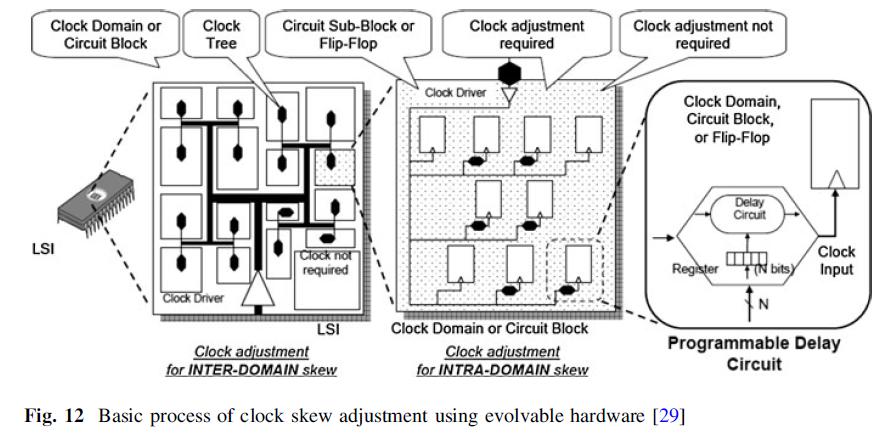 Clock Domain or
Circuit Block
Clock
Tree
Circuit Sub-Block or
Flip-Flop
Clock adjustment
required
Clock adjustment not
required
LSI
Clock not
required
Clock Driver
LSI
Clock adjustment
for INTER-DOMAIN skew
Clock Driver
Clock Domain or Circuit Block
Clock adjustment
for INTRA-DOMAIN skew
Clock Domain,
Circuit Block,
or Flip-Flop
Delay
Circuit
Register
(N bits)
N
Clock
Input
Programmable Delay
Circuit
Fig. 12 Basic process of clock skew adjustment using evolvable hardware [29]